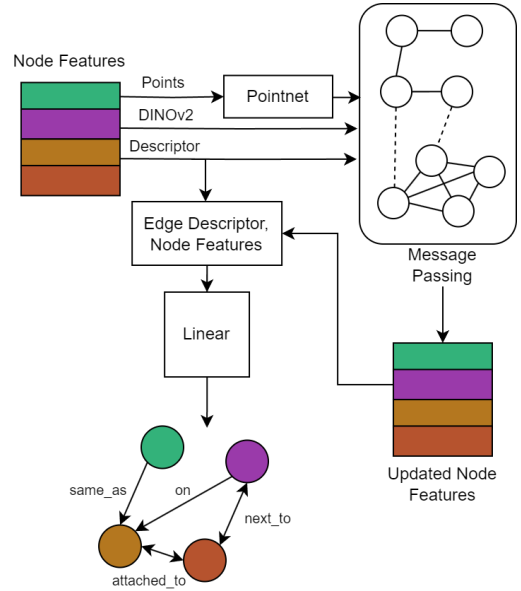 Node Features
Points
Pointnet
DINOv2
Descriptor
Edge Descriptor,
Node Features
Message
Passing
Linear
Updated Node
Features
same_as
on
next_to
attached_to